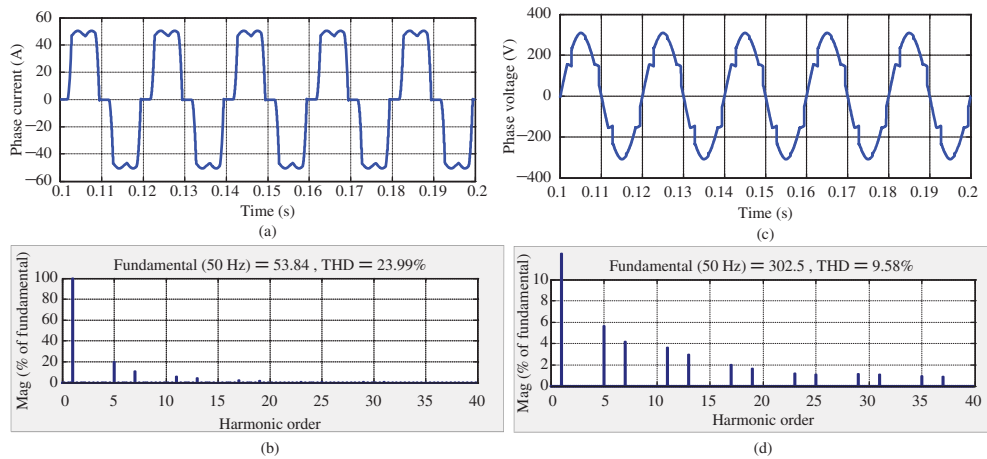 Phase current (A)
60
40
20
0
−20
−40
−60
0.1 0.11 0.12 0.13 0.14 0.15 0.16 0.17 0.18 0.19 0.2
Time (s)
(a)
Phase voltage (V)
400
200
0
−200
−400
0.1 0.11 0.12 0.13 0.14 0.15 0.16 0.17 0.18 0.19 0.2
Time (s)
(c)
Fundamental (50 Hz) = 53.84 , THD = 23.99%
Mag (% of fundamental)
100
80
60
40
20
0
0 5 10 15 20 25 30 35 40
Harmonic order
(b)
Fundamental (50 Hz) = 302.5 , THD = 9.58%
Mag (% of fundamental)
10
8
6
4
2
0
0 5 10 15 20 25 30 35 40
Harmonic order
(d)